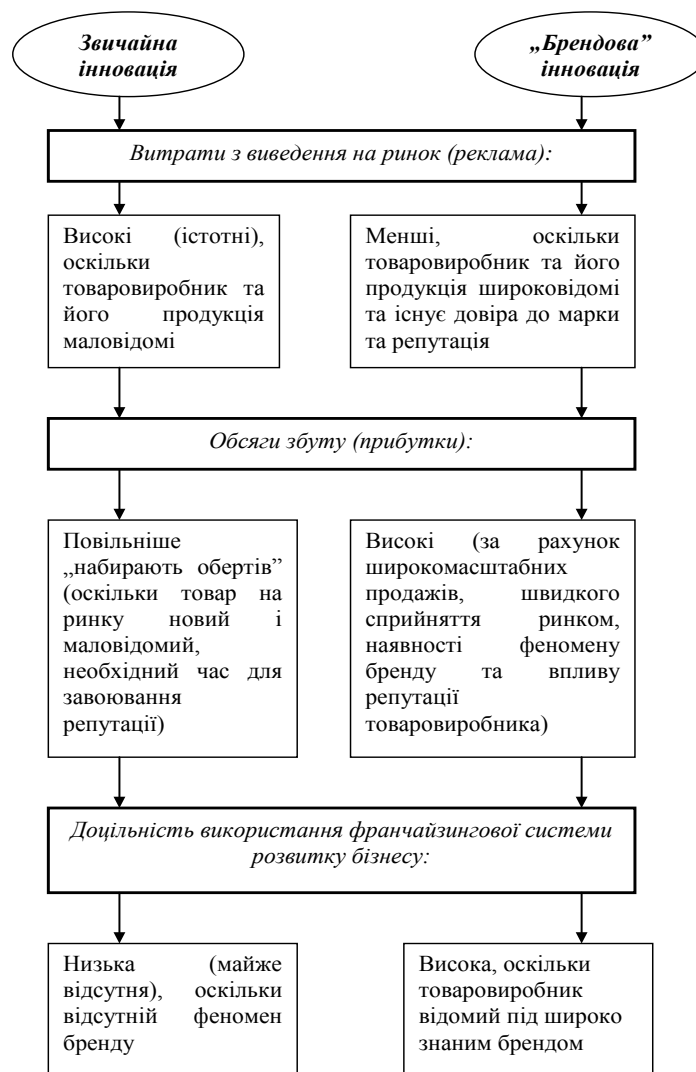 Звичайна
інновація
„Брендова”
інновація
Витрати з виведення на ринок (реклама):
Високі (істотні),
оскільки
товаровиробник та
його продукція
маловідомі
Менші, оскільки
товаровиробник та його
продукція широковідомі
та існує довіра до марки
та репутація
Обсяги збуту (прибутки):
Повільніше
„набирають обертів”
(оскільки товар на
ринку новий і
маловідомий,
необхідний час для
завоювання
репутації)
Високі (за рахунок
широкомасштабних
продажів, швидкого
сприйняття ринком,
наявності феномену
бренду та впливу
репутації
товаровиробника)
Доцільність використання франчайзингової системи
розвитку бізнесу:
Низька (майже
відсутня), оскільки
відсутній феномен
бренду
Висока, оскільки
товаровиробник
відомий під широко
знаним брендом